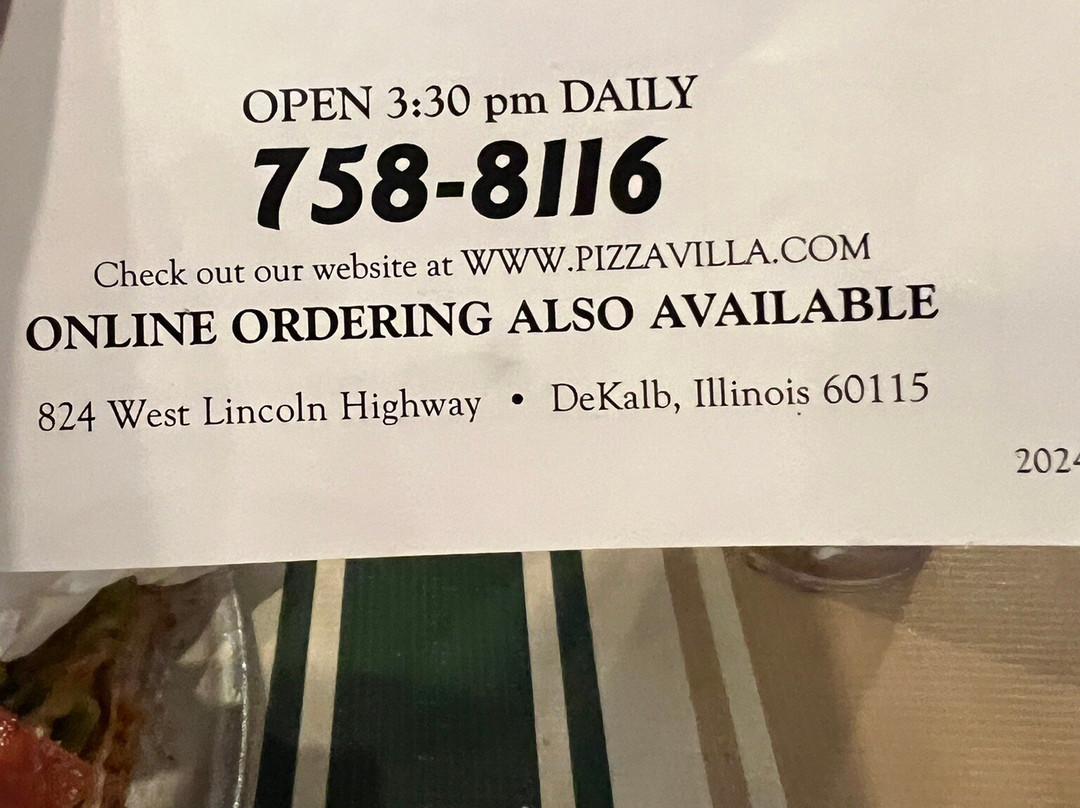 OPEN 3:30 pm DAILY
758-8116
Check out our website at WWW.PIZZAVILLA.COM
ONLINE ORDERING ALSO AVAILABLE
824 West Lincoln Highway • DeKalb, Illinois 60115
2024